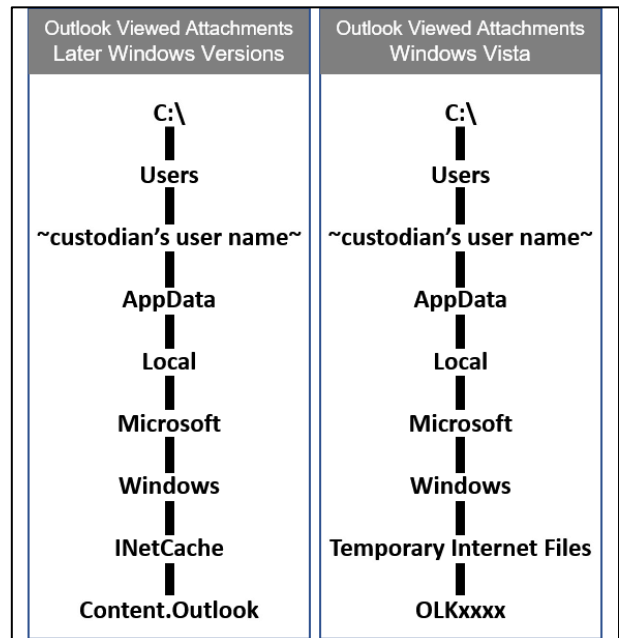 Outlook Viewed Attachments
Later Windows Versions
C:\
Users
~custodian's user name~
AppData
Local
Microsoft
Windows
INetCache
Content.Outlook
Outlook Viewed Attachments
Windows Vista
C:\
Users
~custodian's user name~
AppData
Local
Microsoft
Windows
Temporary Internet Files
OLKxxxx